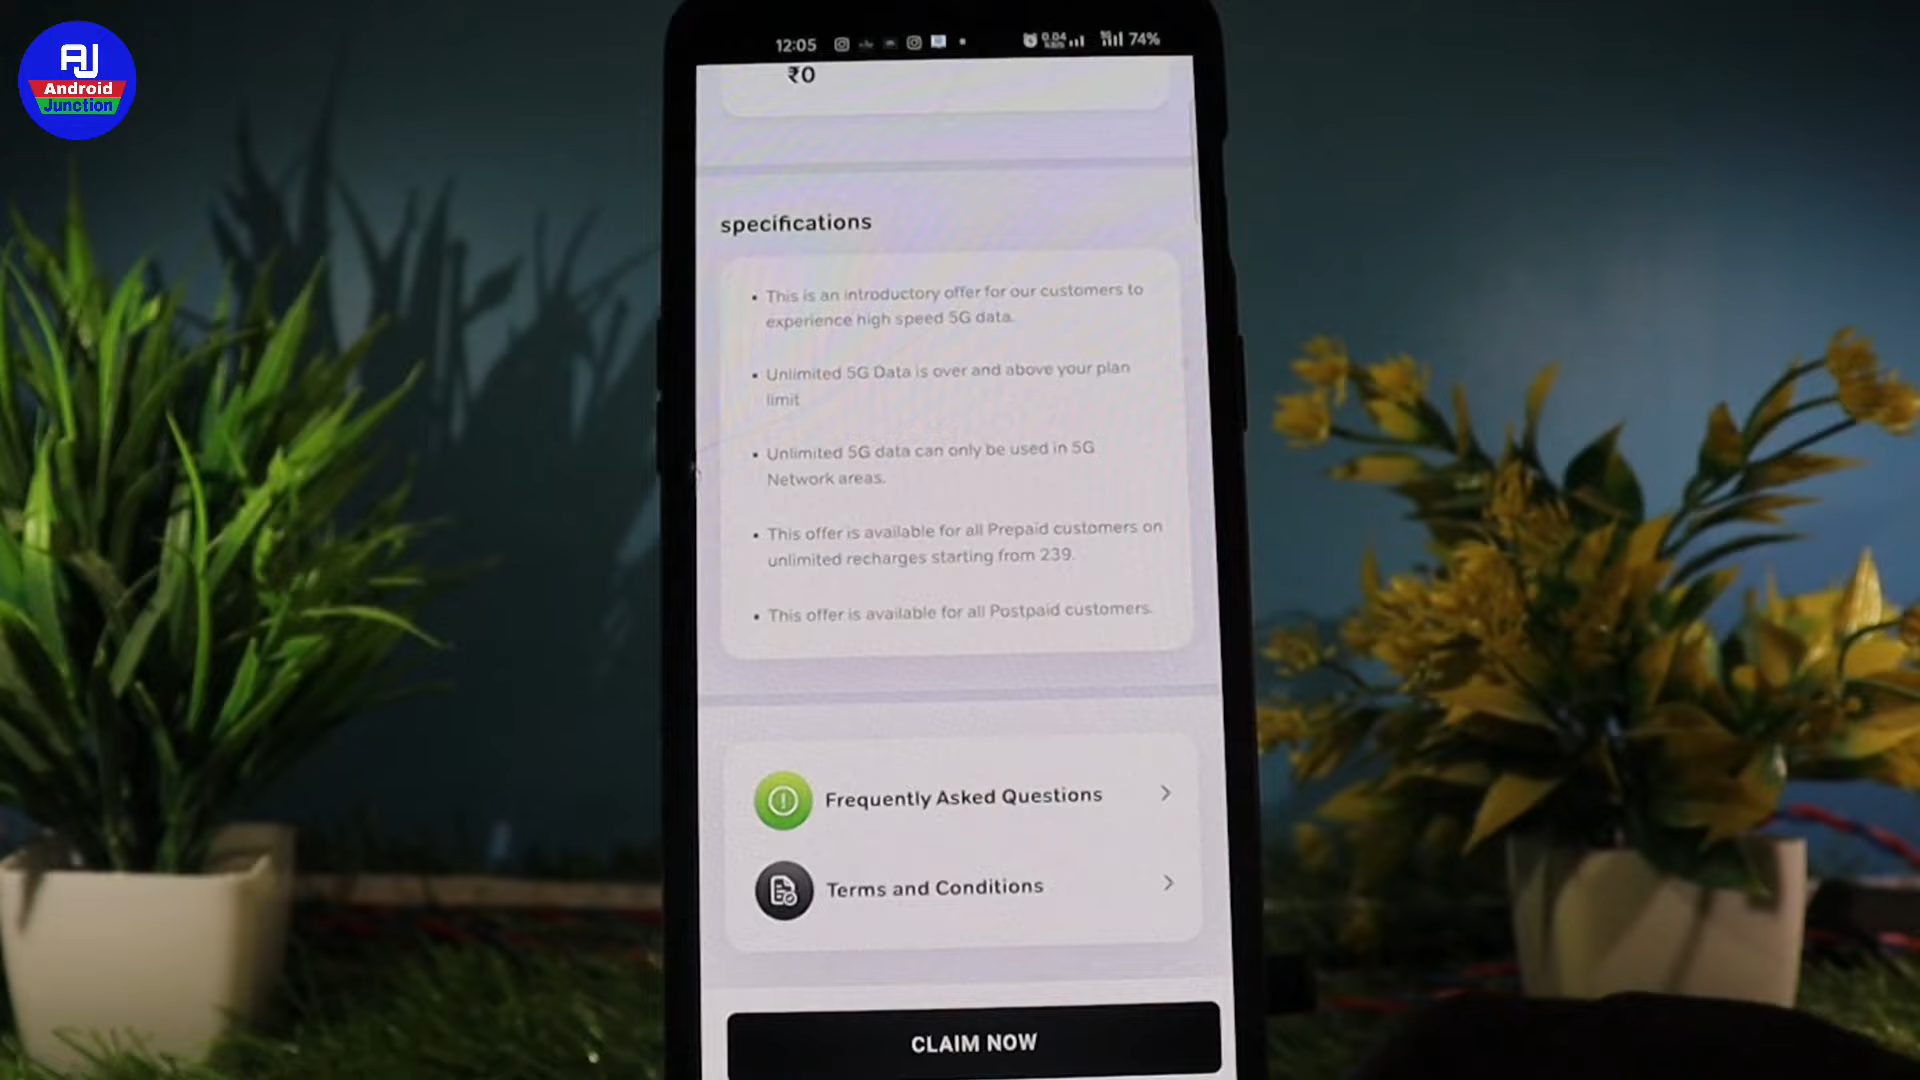 AJ
Android
Junction
12:05
0.04
KB/S
74%
₹0
specifications
• This is an introductory offer for our customers to
experience high speed 5G data.
• Unlimited 5G Data is over and above your plan
limit
• Unlimited 5G data can only be used in 5G
Network areas.
• This offer is available for all Prepaid customers on
unlimited recharges starting from 239.
• This offer is available for all Postpaid customers.
Frequently Asked Questions
Terms and Conditions
CLAIM NOW